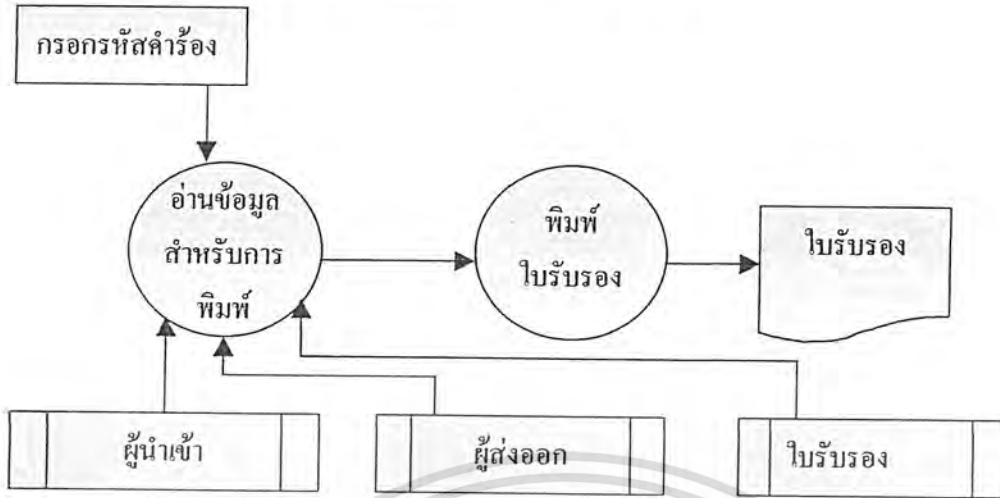 กรอกรหัสคำร้อง
อ่านข้อมูล
สำหรับการ
พิมพ์
พิมพ์
ใบรับรอง
ใบรับรอง
ผู้นำเข้า
ผู้ส่งออก
ใบรับรอง